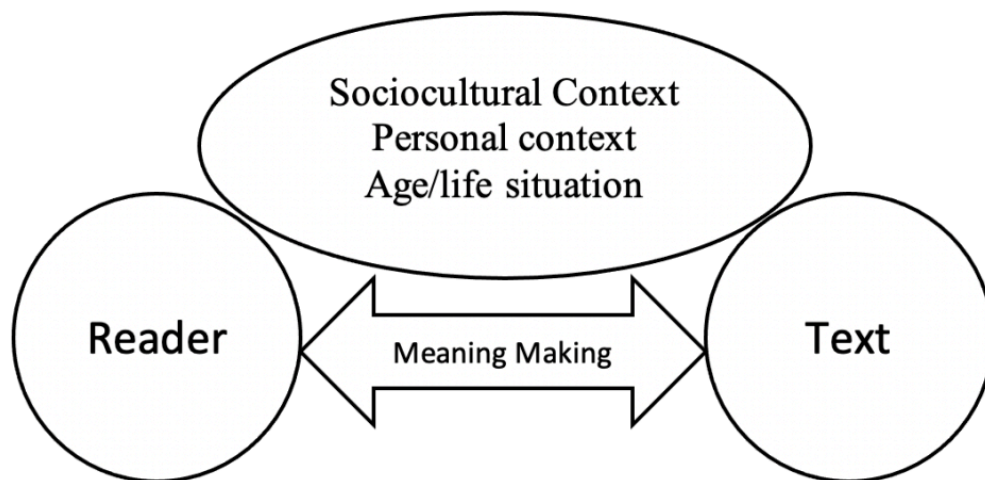 Sociocultural Context
Personal context
Age/life situation
Reader
Meaning Making
Text